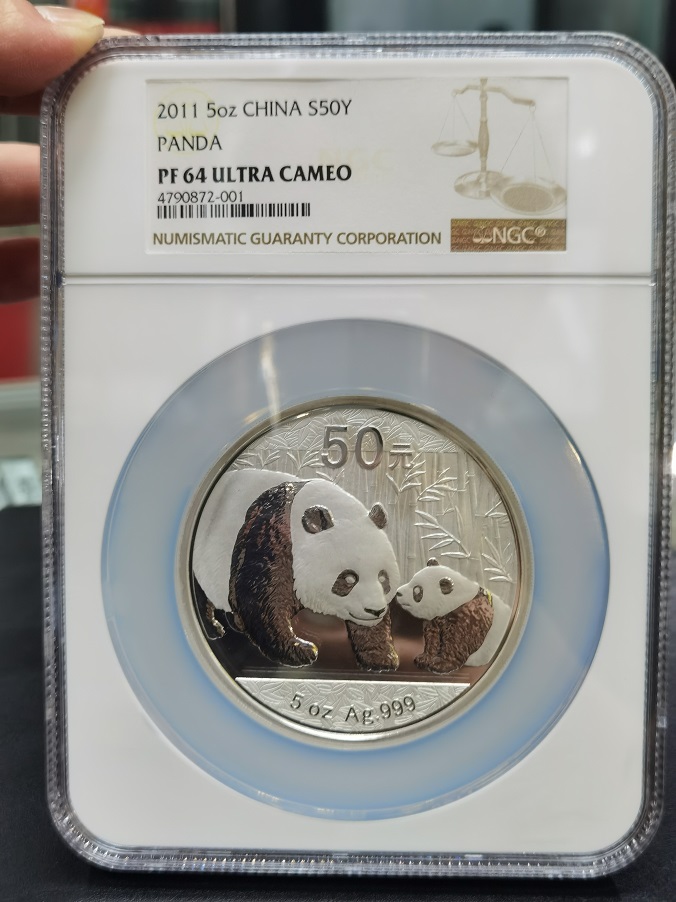 2011 5oz CHINA S50Y
PANDA
PF 64 ULTRA CAMEO
4790872-001
NUMISMATIC GUARANTY CORPORATION
NGC®
50元
5 oz Ag.999